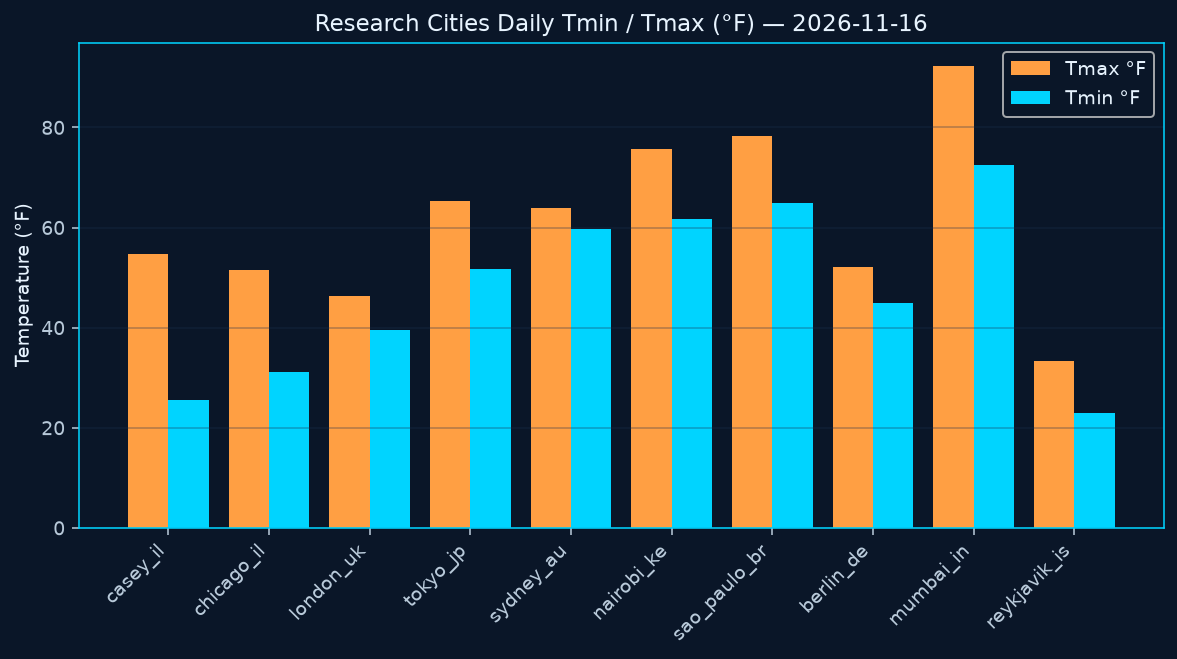 Research Cities Daily Tmin / Tmax (°F) — 2026-11-16
Tmax °F
Tmin °F
Temperature (°F)
80
60
40
20
0
casey_il
chicago_il
london_uk
tokyo_jp
sydney_au
nairobi_ke
sao_paulo_br
berlin_de
mumbai_in
reykjavik_is